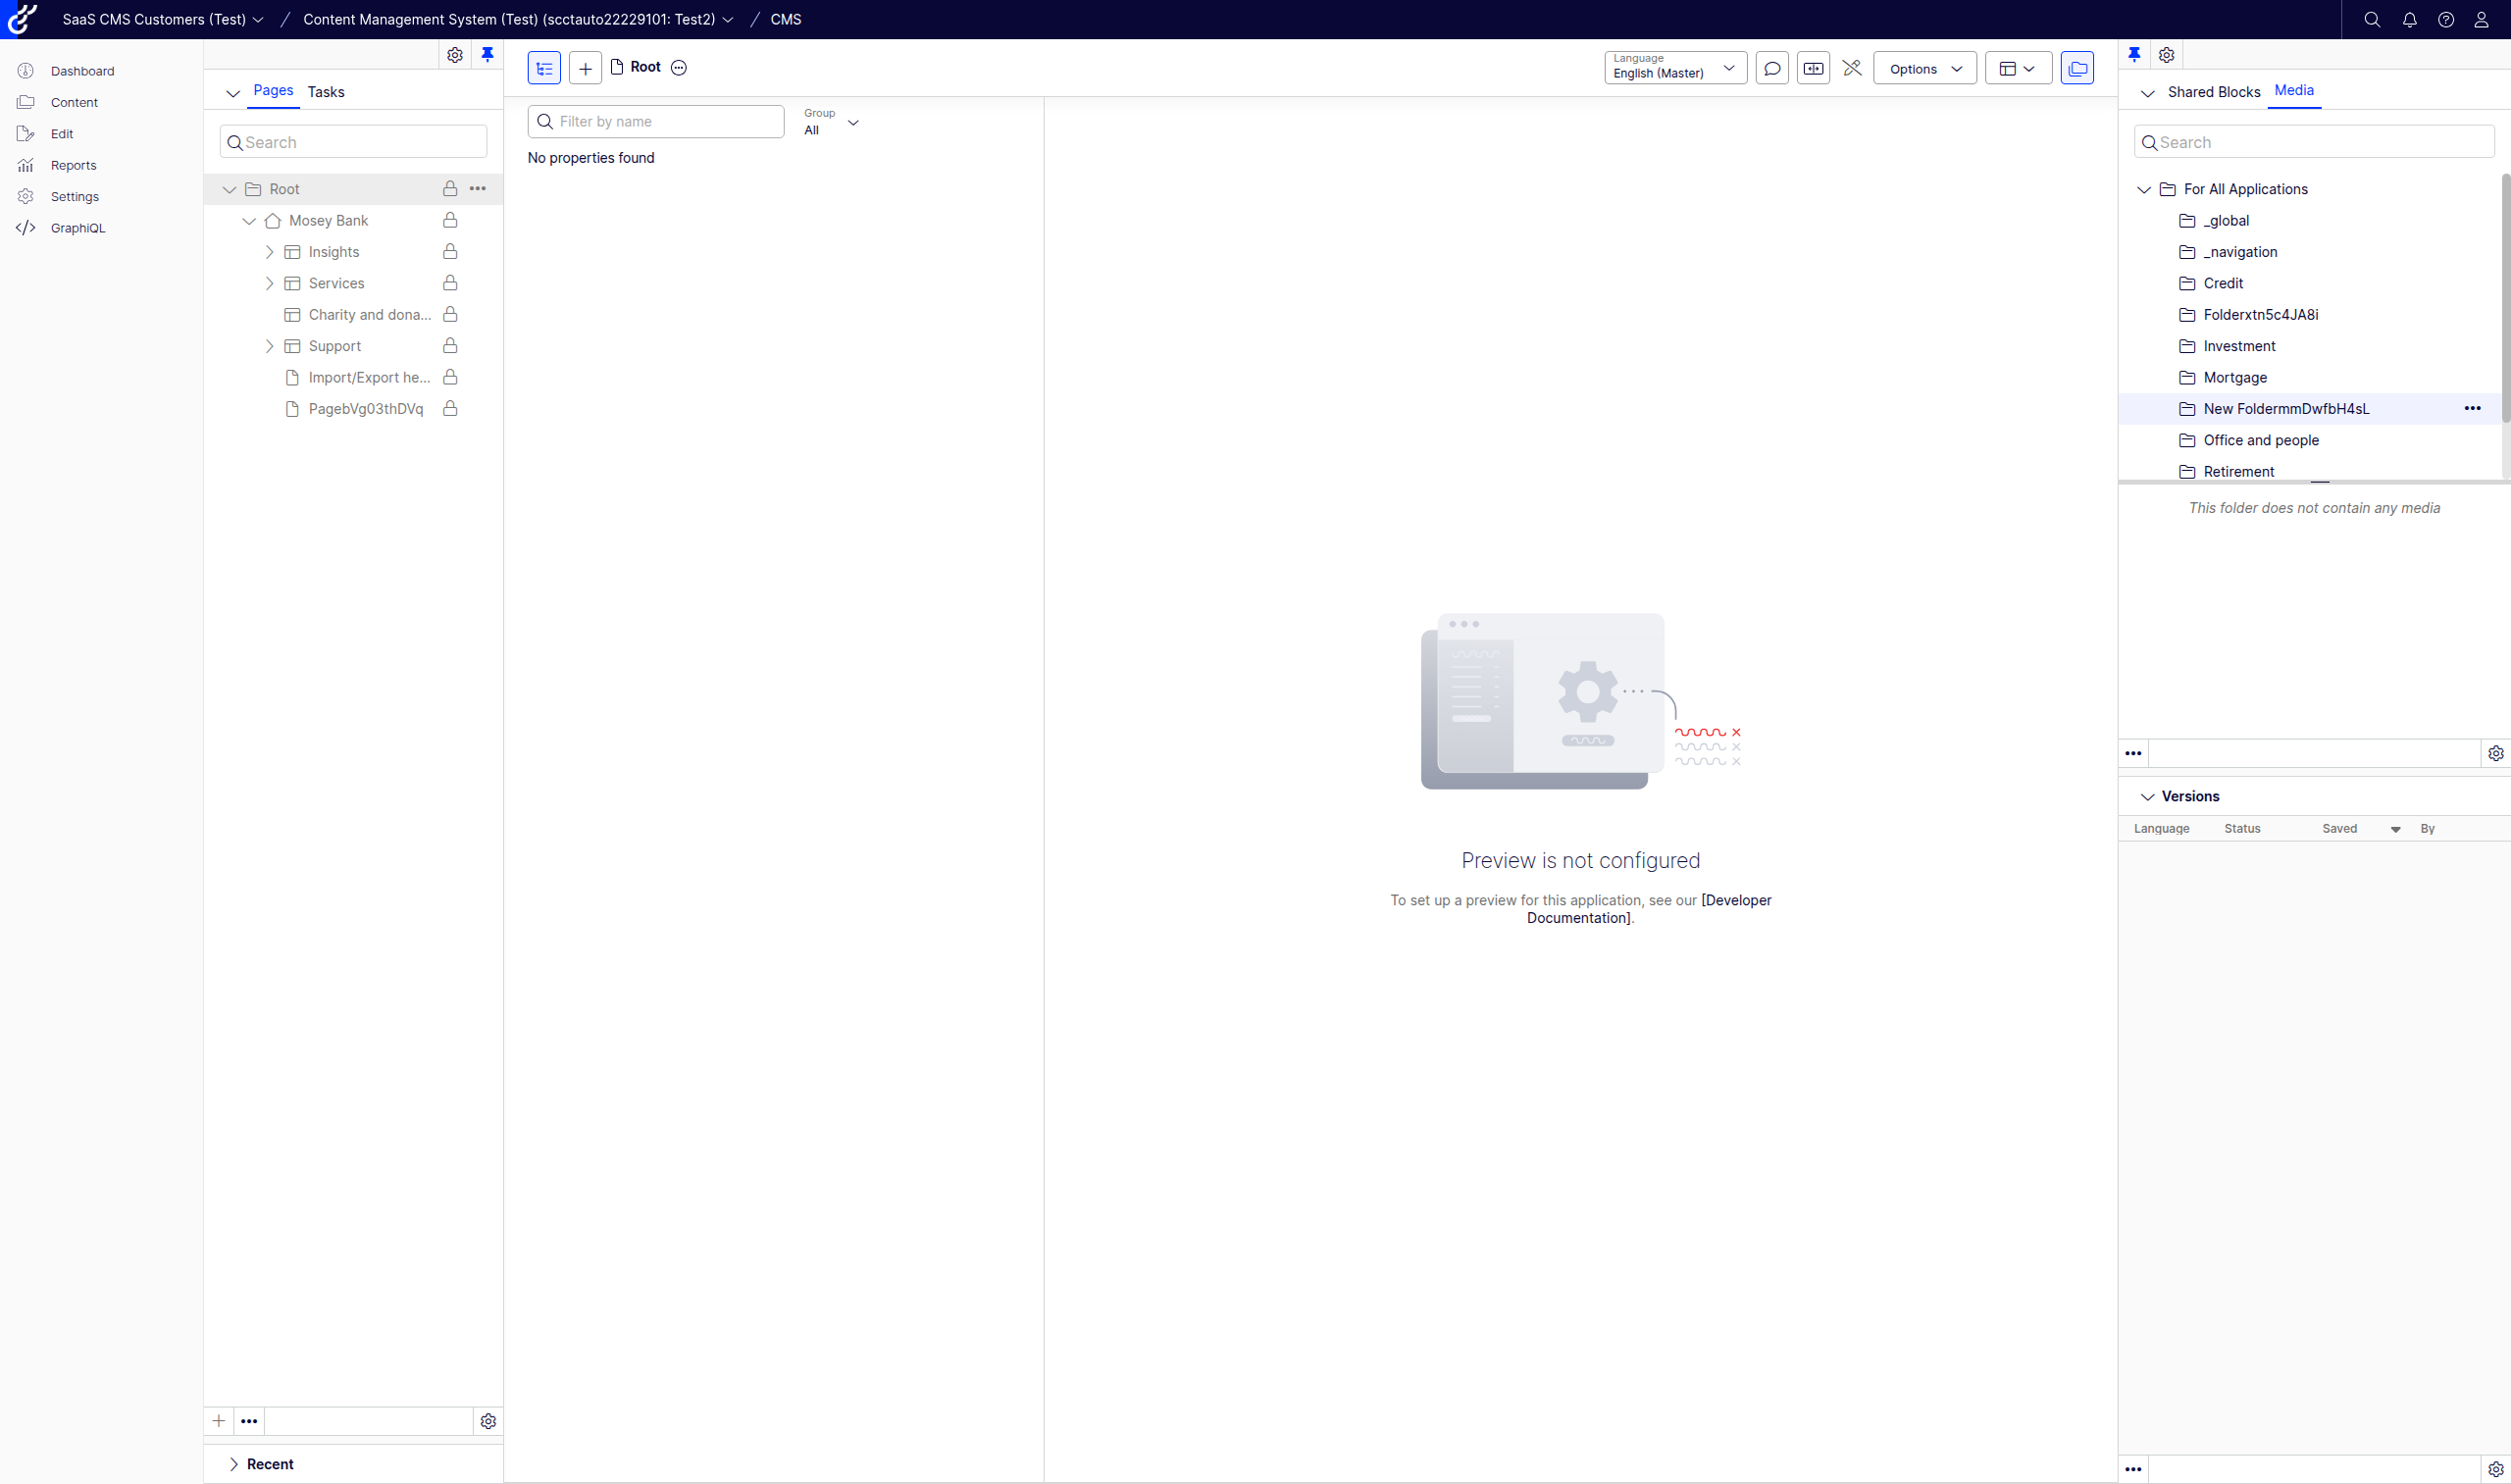 SaaS CMS Customers (Test) / Content Management System (Test) (scctauto22229101: Test2) / CMS
Dashboard
Content
Edit
Reports
Settings
GraphiQL
Pages Tasks
Search
Root
Mosey Bank
Insights
Services
Charity and dona...
Support
Import/Export he...
PagebVg03thDVq
Recent
Root
Language
English (Master)
Options
Filter by name
Group
All
No properties found
Preview is not configured
To set up a preview for this application, see our [Developer
Documentation].
Shared Blocks Media
Search
For All Applications
_global
_navigation
Credit
Folderxtn5c4JA8i
Investment
Mortgage
New FoldermmDwfbH4sL
Office and people
Retirement
This folder does not contain any media
Versions
Language Status Saved By